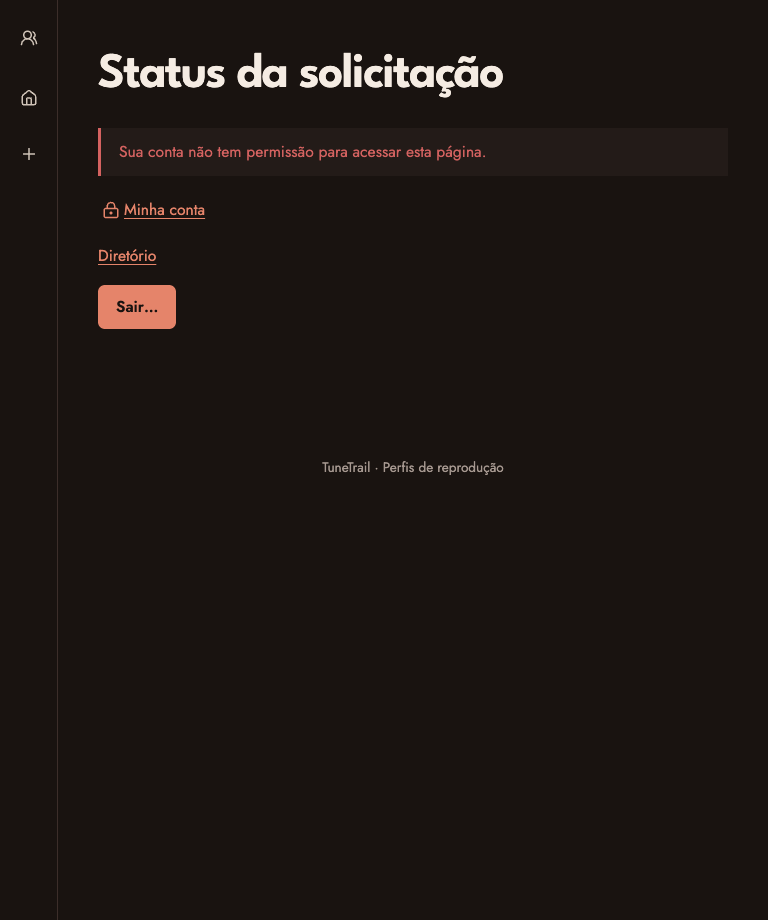 Status da solicitação
Sua conta não tem permissão para acessar esta página.
Minha conta
Diretório
Sair…
TuneTrail · Perfis de reprodução